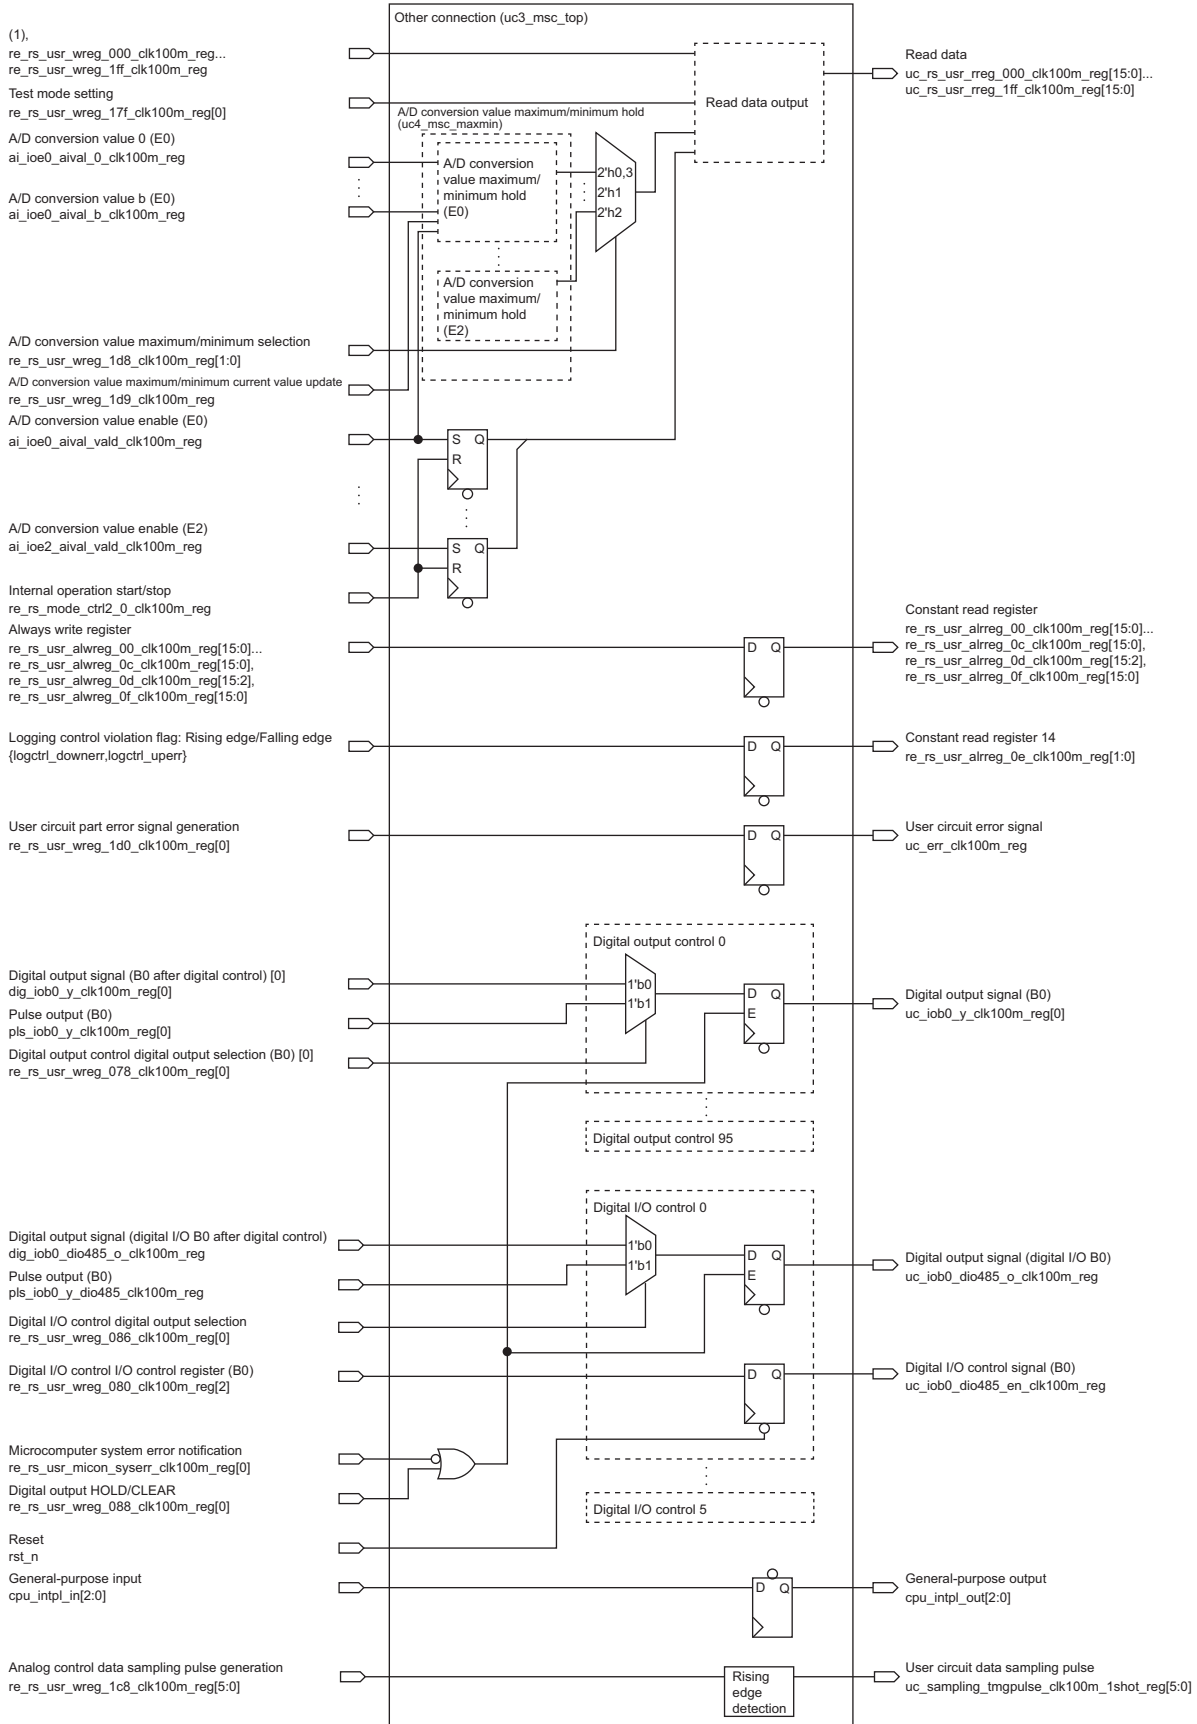 Other connection (uc3_msc_top)
(1),
re_rs_usr_wreg_000_clk100m_reg...
re_rs_usr_wreg_1ff_clk100m_reg
Test mode setting
re_rs_usr_wreg_17f_clk100m_reg[0]
A/D conversion value 0 (E0)
ai_ioe0_aival_0_clk100m_reg
A/D conversion value b (E0)
ai_ioe0_aival_b_clk100m_reg
A/D conversion value maximum/minimum selection
re_rs_usr_wreg_1d8_clk100m_reg[1:0]
A/D conversion value maximum/minimum current value update
re_rs_usr_wreg_1d9_clk100m_reg
A/D conversion value enable (E0)
ai_ioe0_aival_vald_clk100m_reg
A/D conversion value enable (E2)
ai_ioe2_aival_vald_clk100m_reg
Internal operation start/stop
re_rs_mode_ctrl2_0_clk100m_reg
Always write register
re_rs_usr_alwreg_00_clk100m_reg[15:0]...
re_rs_usr_alwreg_0c_clk100m_reg[15:0],
re_rs_usr_alwreg_0d_clk100m_reg[15:2],
re_rs_usr_alwreg_0f_clk100m_reg[15:0]
Logging control violation flag: Rising edge/Falling edge
{logctrl_downerr,logctrl_uperr}
User circuit part error signal generation
re_rs_usr_wreg_1d0_clk100m_reg[0]
Digital output signal (B0 after digital control) [0]
dig_iob0_y_clk100m_reg[0]
Pulse output (B0)
pls_iob0_y_clk100m_reg[0]
Digital output control digital output selection (B0) [0]
re_rs_usr_wreg_078_clk100m_reg[0]
Digital output signal (digital I/O B0 after digital control)
dig_iob0_dio485_o_clk100m_reg
Pulse output (B0)
pls_iob0_y_dio485_clk100m_reg
Digital I/O control digital output selection
re_rs_usr_wreg_086_clk100m_reg[0]
Digital I/O control I/O control register (B0)
re_rs_usr_wreg_080_clk100m_reg[2]
Microcomputer system error notification
re_rs_usr_micon_syserr_clk100m_reg[0]
Digital output HOLD/CLEAR
re_rs_usr_wreg_088_clk100m_reg[0]
Reset
rst_n
General-purpose input
cpu_intpl_in[2:0]
Analog control data sampling pulse generation
re_rs_usr_wreg_1c8_clk100m_reg[5:0]
A/D conversion value maximum/minimum hold
(uc4_msc_maxmin)
A/D conversion
value maximum/
minimum hold
(E0)
A/D conversion
value maximum/
minimum hold
(E2)
2'h0,3
2'h1
2'h2
Read data output
S Q
R
S Q
R
D Q
D Q
D Q
Digital output control 0
1'b0
1'b1
D Q
E
Digital output control 95
Digital I/O control 0
1'b0
1'b1
D Q
E
D Q
Digital I/O control 5
D Q
Rising
edge
detection
Read data
uc_rs_usr_rreg_000_clk100m_reg[15:0]...
uc_rs_usr_rreg_1ff_clk100m_reg[15:0]
Constant read register
re_rs_usr_alrreg_00_clk100m_reg[15:0]...
re_rs_usr_alrreg_0c_clk100m_reg[15:0],
re_rs_usr_alrreg_0d_clk100m_reg[15:2],
re_rs_usr_alrreg_0f_clk100m_reg[15:0]
Constant read register 14
re_rs_usr_alrreg_0e_clk100m_reg[1:0]
User circuit error signal
uc_err_clk100m_reg
Digital output signal (B0)
uc_iob0_y_clk100m_reg[0]
Digital output signal (digital I/O B0)
uc_iob0_dio485_o_clk100m_reg
Digital I/O control signal (B0)
uc_iob0_dio485_en_clk100m_reg
General-purpose output
cpu_intpl_out[2:0]
User circuit data sampling pulse
uc_sampling_tmgpulse_clk100m_1shot_reg[5:0]